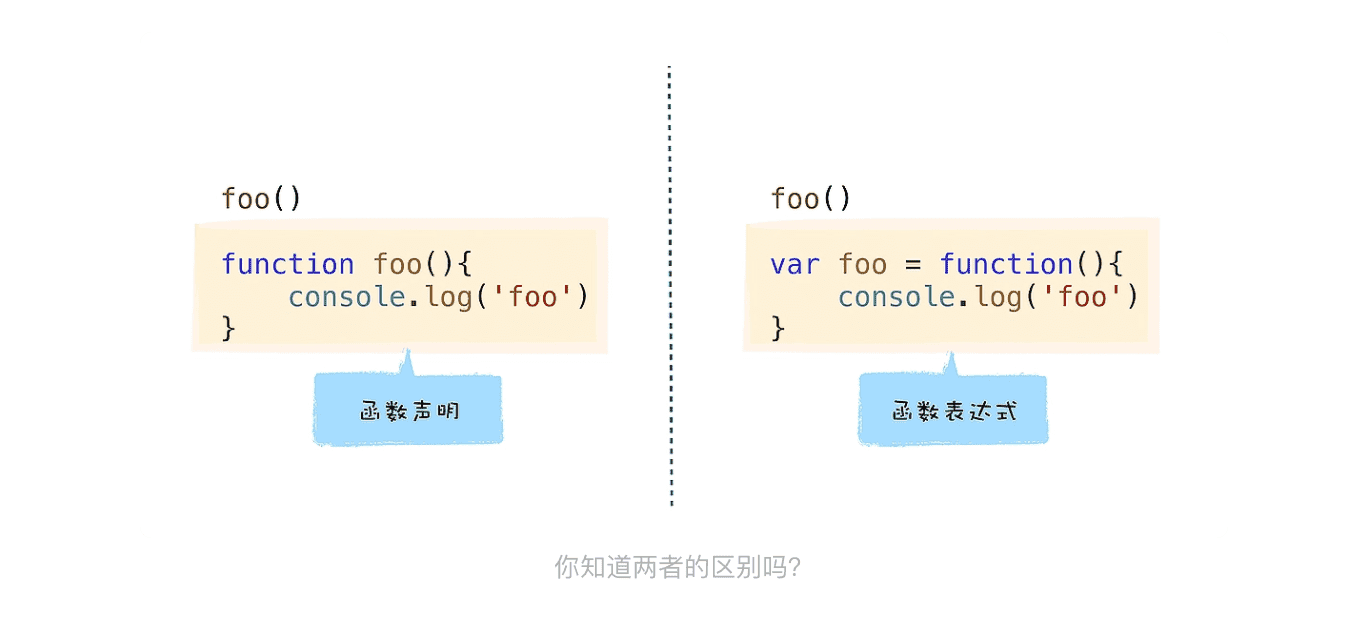 foo()
function foo(){
    console.log('foo')
}
函数声明
foo()
var foo = function(){
    console.log('foo')
}
函数表达式
你知道两者的区别吗?